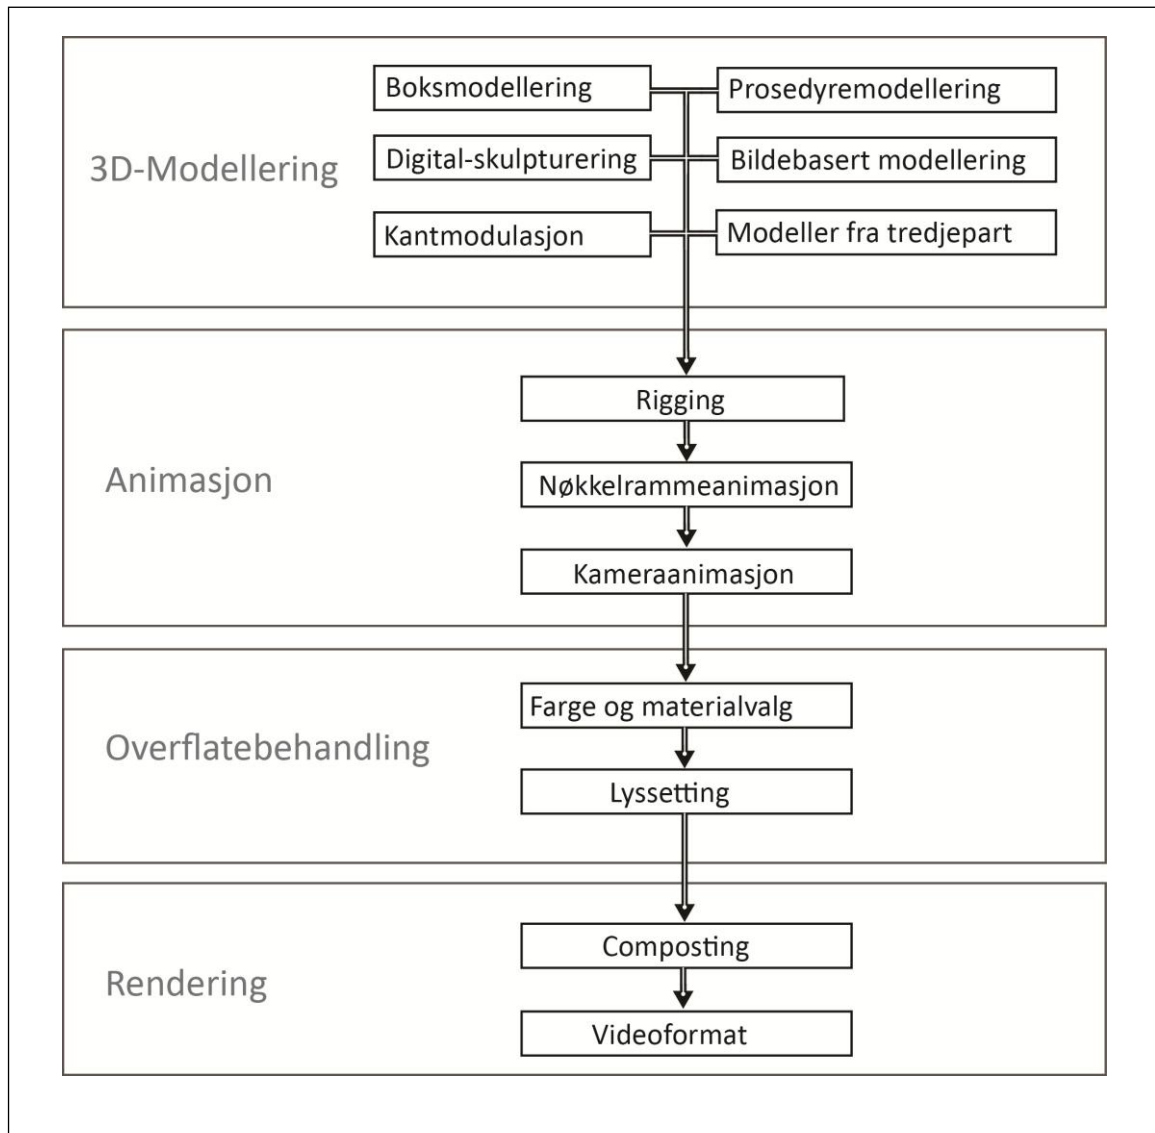 3D-Modellering
Boksmodellering
Prosedyremodellering
Digital-skulpturering
Bildebasert modellering
Kantmodulasjon
Modeller fra tredjepart
Animasjon
Rigging
Nøkkelrammeanimasjon
Kameraanimasjon
Overflatebehandling
Farge og materialvalg
Lyssetting
Rendering
Composting
Videoformat